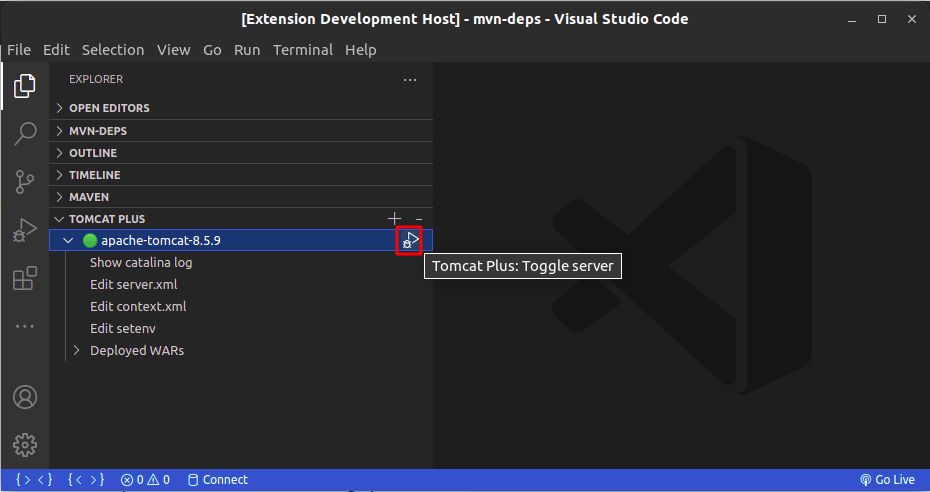 [Extension Development Host] - mvn-deps - Visual Studio Code
File Edit Selection View Go Run Terminal Help
EXPLORER
OPEN EDITORS
MVN-DEPS
OUTLINE
TIMELINE
MAVEN
TOMCAT PLUS
apache-tomcat-8.5.9
Tomcat Plus: Toggle server
Show catalina log
Edit server.xml
Edit context.xml
Edit setenv
Deployed WARs
0 0 Connect Go Live